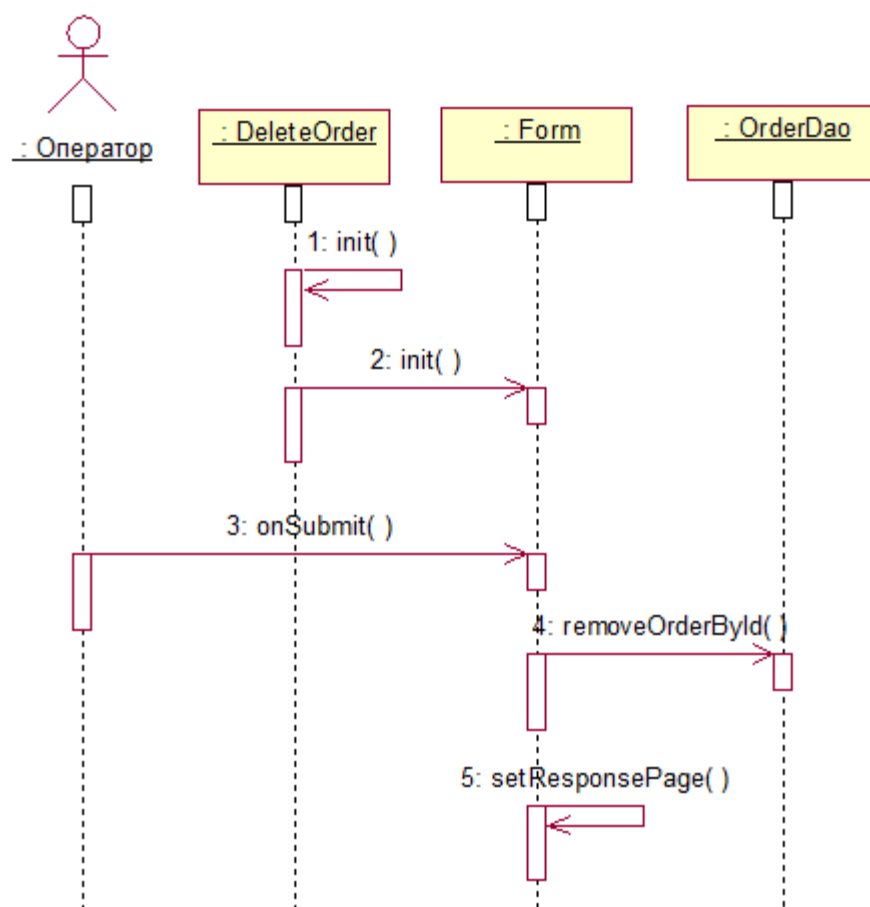 : Оператор
: DeleteOrder
: Form
: OrderDao
1: init( )
2: init( )
3: onSubmit( )
4: removeOrderById( )
5: setResponsePage( )